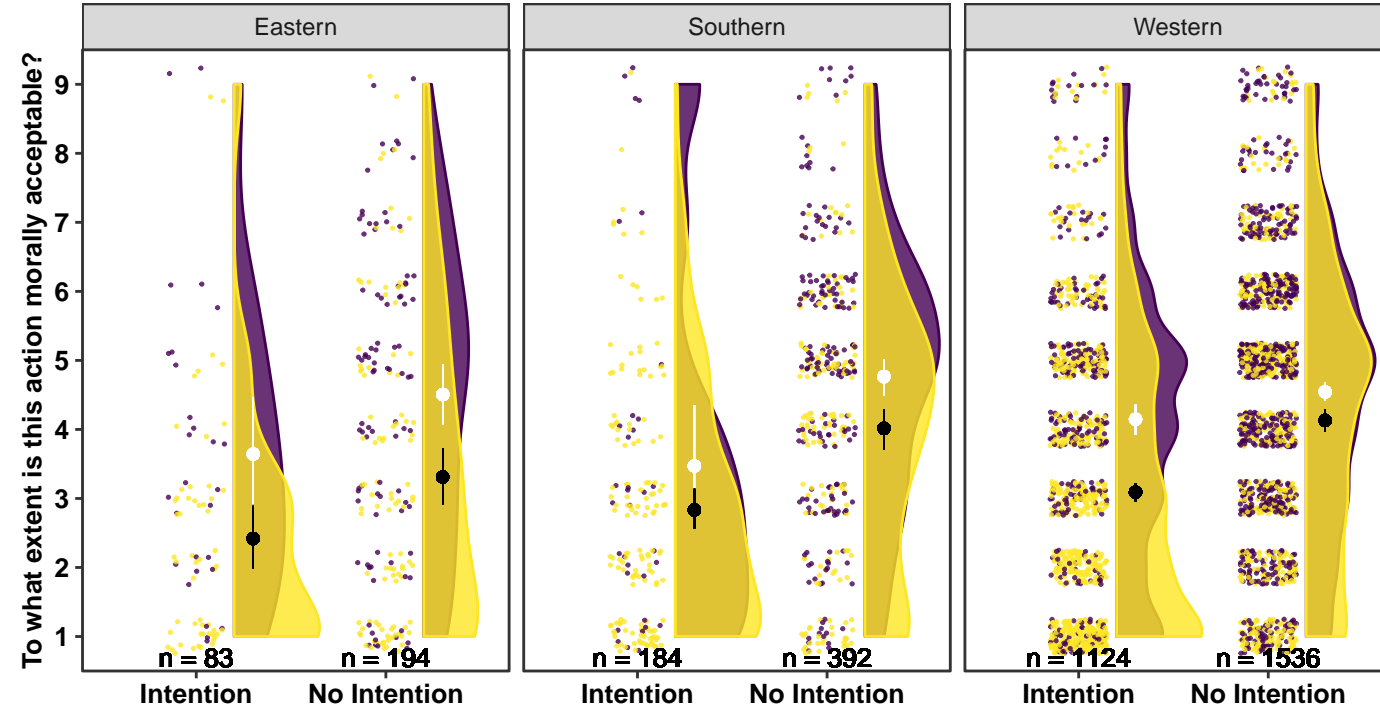 Eastern
Southern
Western
To what extent is this action morally acceptable?
9
8
7
6
5
4
3
2
1
n = 83
n = 194
n = 184
n = 392
n = 1124
n = 1536
Intention
No Intention
Intention
No Intention
Intention
No Intention